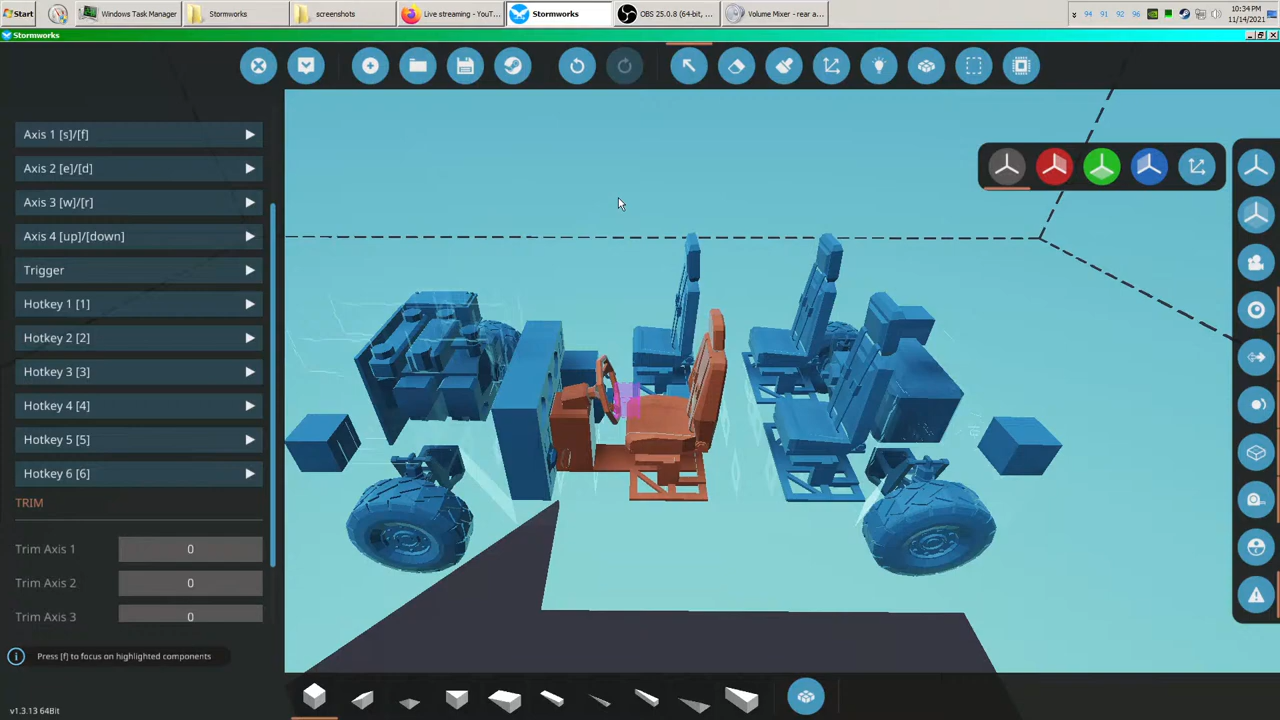 Start
Windows Task Manager
Stormworks
screenshots
Live streaming - YouT...
Stormworks
OBS 25.0.8 (64-bit, ...
Volume Mixer - rear a...
94 91 92 96
10:34 PM
11/14/2021
Stormworks
Axis 1 [s]/[f]
Axis 2 [e]/[d]
Axis 3 [w]/[r]
Axis 4 [up]/[down]
Trigger
Hotkey 1 [1]
Hotkey 2 [2]
Hotkey 3 [3]
Hotkey 4 [4]
Hotkey 5 [5]
Hotkey 6 [6]
TRIM
Trim Axis 1 0
Trim Axis 2 0
Trim Axis 3 0
Press [f] to focus on highlighted components
v1.3.13 64Bit